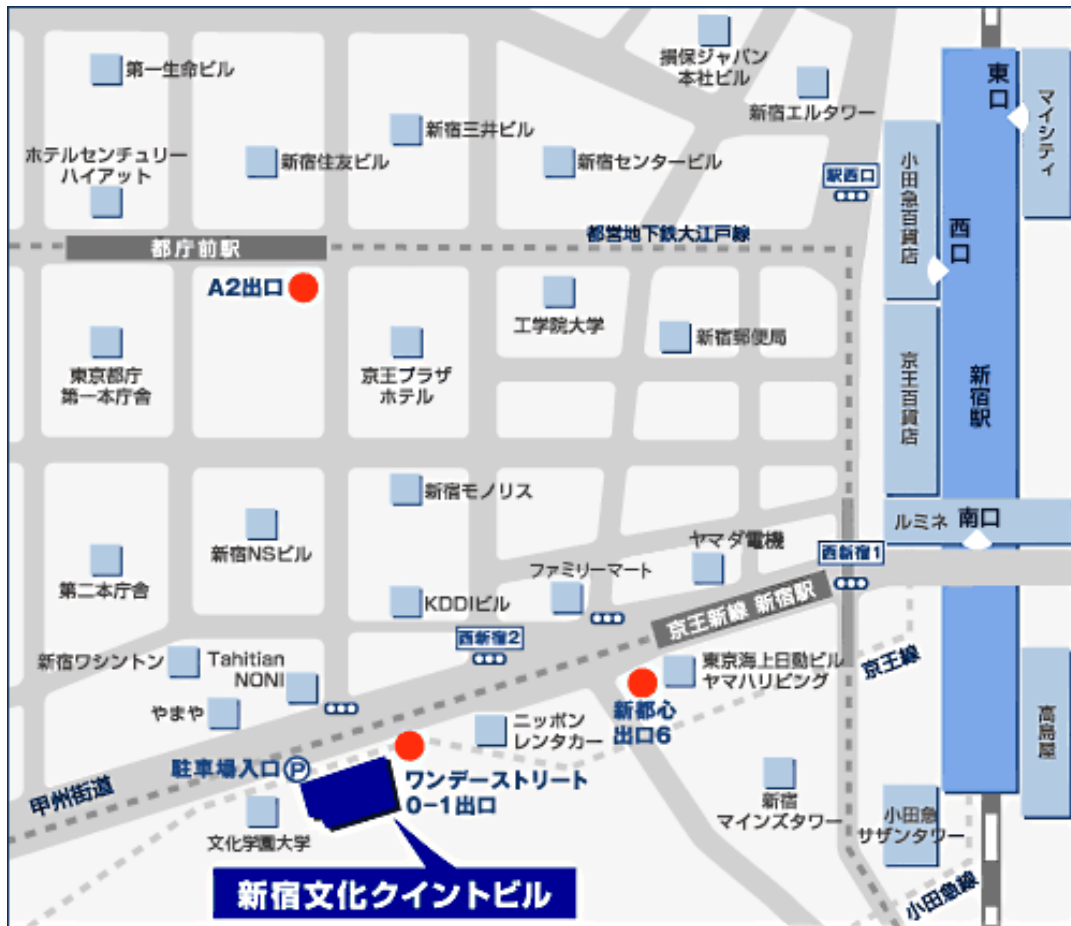 第一生命ビル
損保ジャパン
本社ビル
東口
マイシティ
新宿エルタワー
新宿三井ビル
ホテルセンチュリー
ハイアット
新宿住友ビル
新宿センタービル
駅西口
小田急百貨店
西口
都営地下鉄大江戸線
都庁前駅
A2出口
工学院大学
新宿郵便局
東京都庁
第一本庁舎
京王プラザ
ホテル
京王百貨店
新宿駅
新宿モノリス
ルミネ
南口
新宿NSビル
ヤマダ電機
西新宿1
第二本庁舎
ファミリーマート
KDDIビル
京王新線 新宿駅
西新宿2
新宿ワシントン
Tahitian
NONI
東京海上日動ビル
ヤマハリビング
京王線
やまや
新都心
出口6
ニッポン
レンタカー
高島屋
駐車場入口Ⓟ
ワンデーストリート
0-1出口
甲州街道
新宿
マインズタワー
小田急
サザンタワー
文化学園大学
新宿文化クイントビル
小田急線